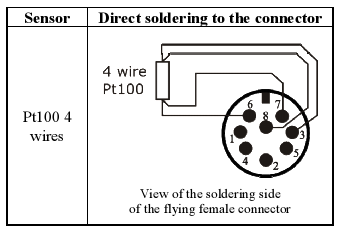 Sensor
Direct soldering to the connector
Pt100 4
wires
4 wire
Pt100
6
7
8
1
3
4
5
2
View of the soldering side
of the flying female connector